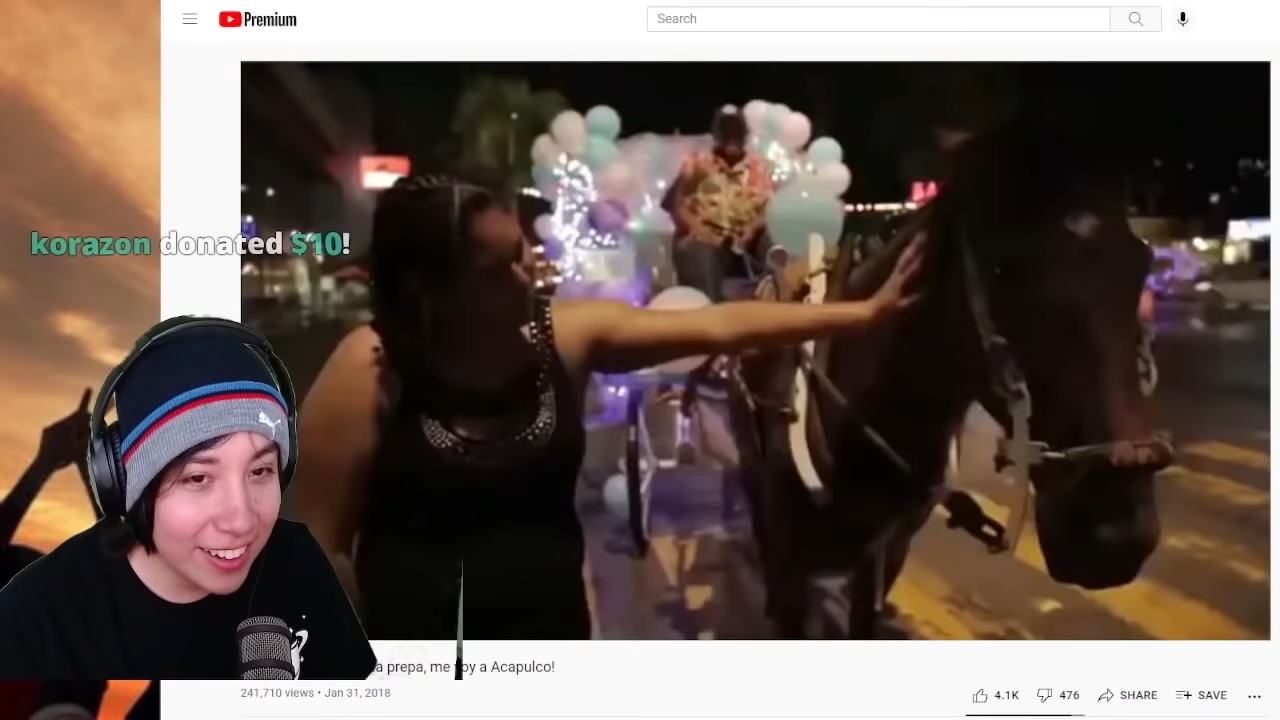 Premium
Search
korazon donated $10!
a prepa, me voy a Acapulco!
241,710 views • Jan 31, 2018
4.1K
476
SHARE
SAVE